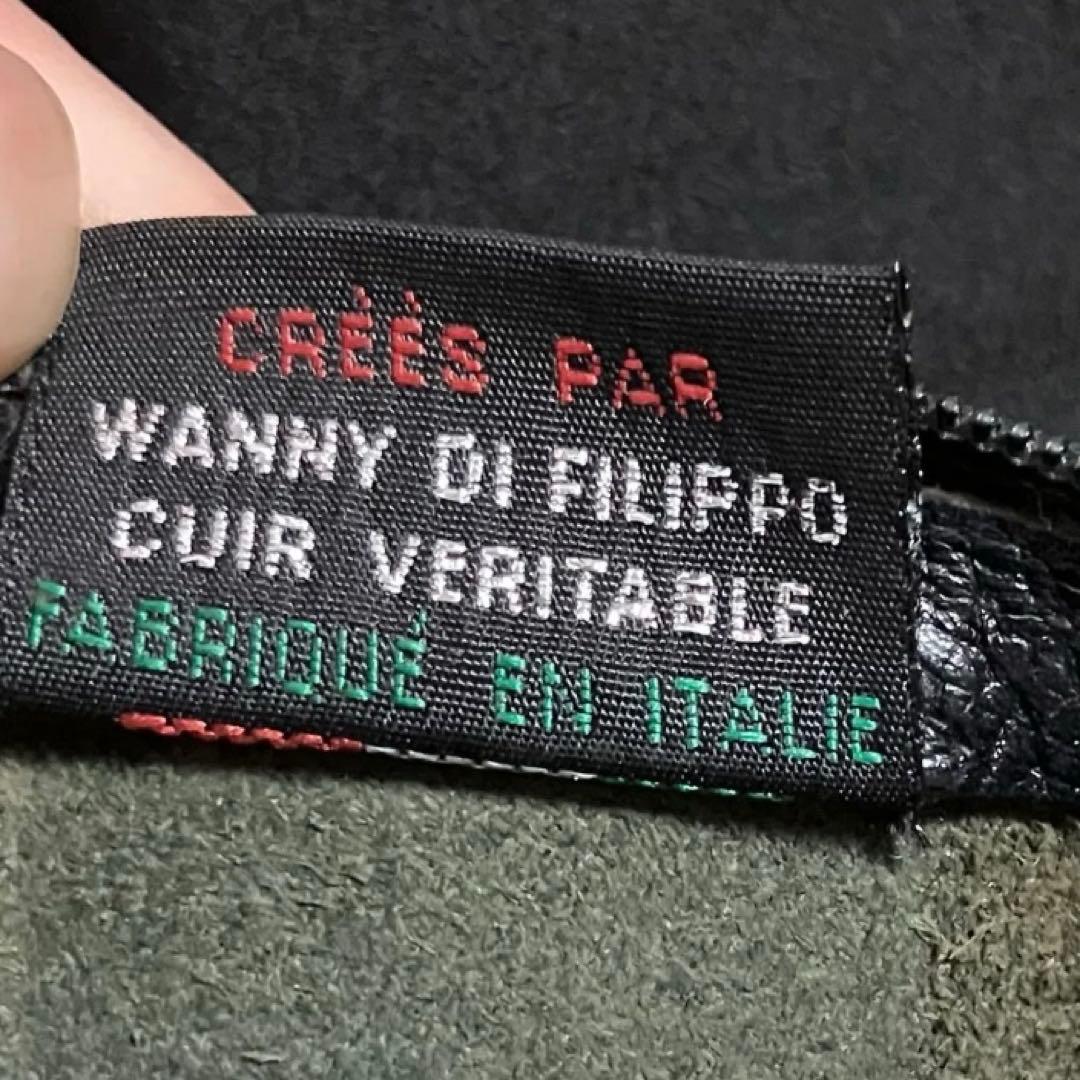 CRÉÉS PAR
WANNY DI FILIPPO
CUIR VERITABLE
FABRIQUÉ EN ITALIE